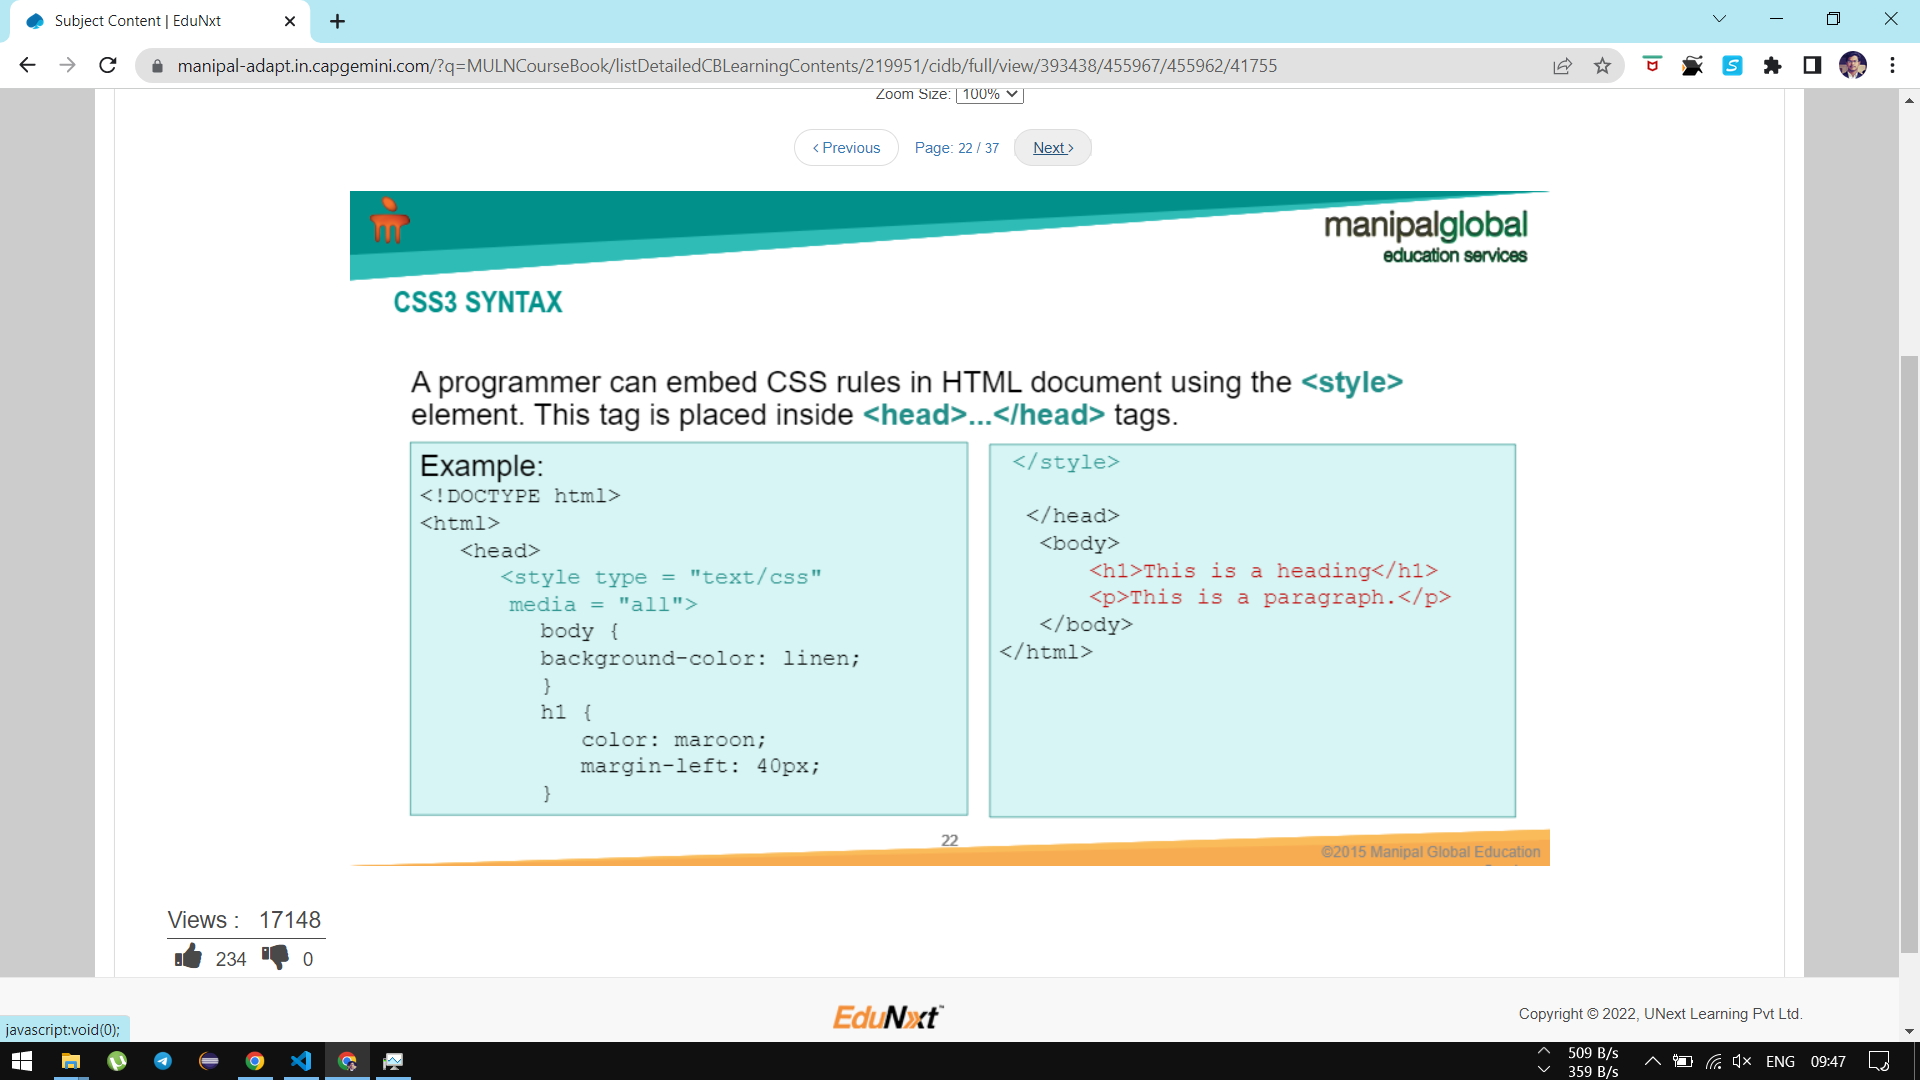 Subject Content | EduNxt
manipal-adapt.in.capgemini.com/?q=MULNCourseBook/listDetailedCBLearningContents/219951/cidb/full/view/393438/455967/455962/41755
Zoom Size: 100%
< Previous Page: 22 / 37 Next >
manipalglobal
education services
CSS3 SYNTAX
A programmer can embed CSS rules in HTML document using the <style>
element. This tag is placed inside <head>...</head> tags.
Example:
<!DOCTYPE html>
<html>
<head>
<style type = "text/css"
media = "all">
body {
background-color: linen;
}
h1 {
color: maroon;
margin-left: 40px;
}
</style>
</head>
<body>
<h1>This is a heading</h1>
<p>This is a paragraph.</p>
</body>
</html>
22
©2015 Manipal Global Education
Views : 17148
234 0
EduNxt™
Copyright © 2022, UNext Learning Pvt Ltd.
javascript:void(0);
509 B/s
359 B/s
ENG 09:47